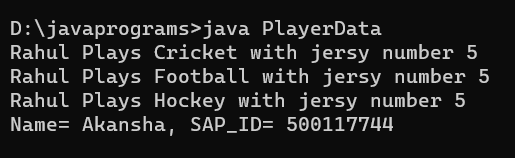 D:\javaprograms>java PlayerData
Rahul Plays Cricket with jersy number 5
Rahul Plays Football with jersy number 5
Rahul Plays Hockey with jersy number 5
Name= Akansha, SAP_ID= 500117744